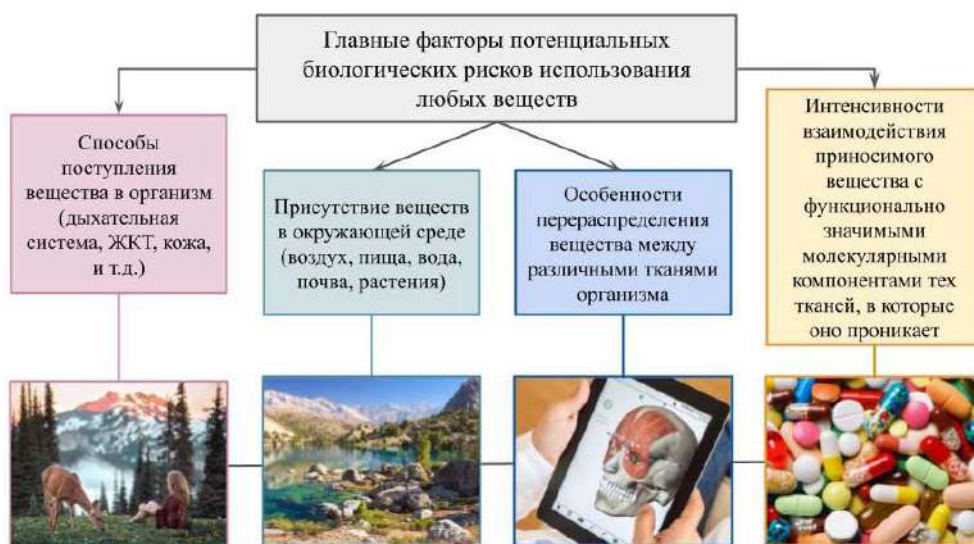 Главные факторы потенциальных
биологических рисков использования
любых веществ
Способы
поступления
вещества в организм
(дыхательная
система, ЖКТ, кожа,
и т.д.)
Присутствие веществ
в окружающей среде
(воздух, пища, вода,
почва, растения)
Особенности
перераспределения
вещества между
различными тканями
организма
Интенсивности
взаимодействия
приносимого
вещества с
функционально
значимыми
молекулярными
компонентами тех
тканей, в которые
оно проникает